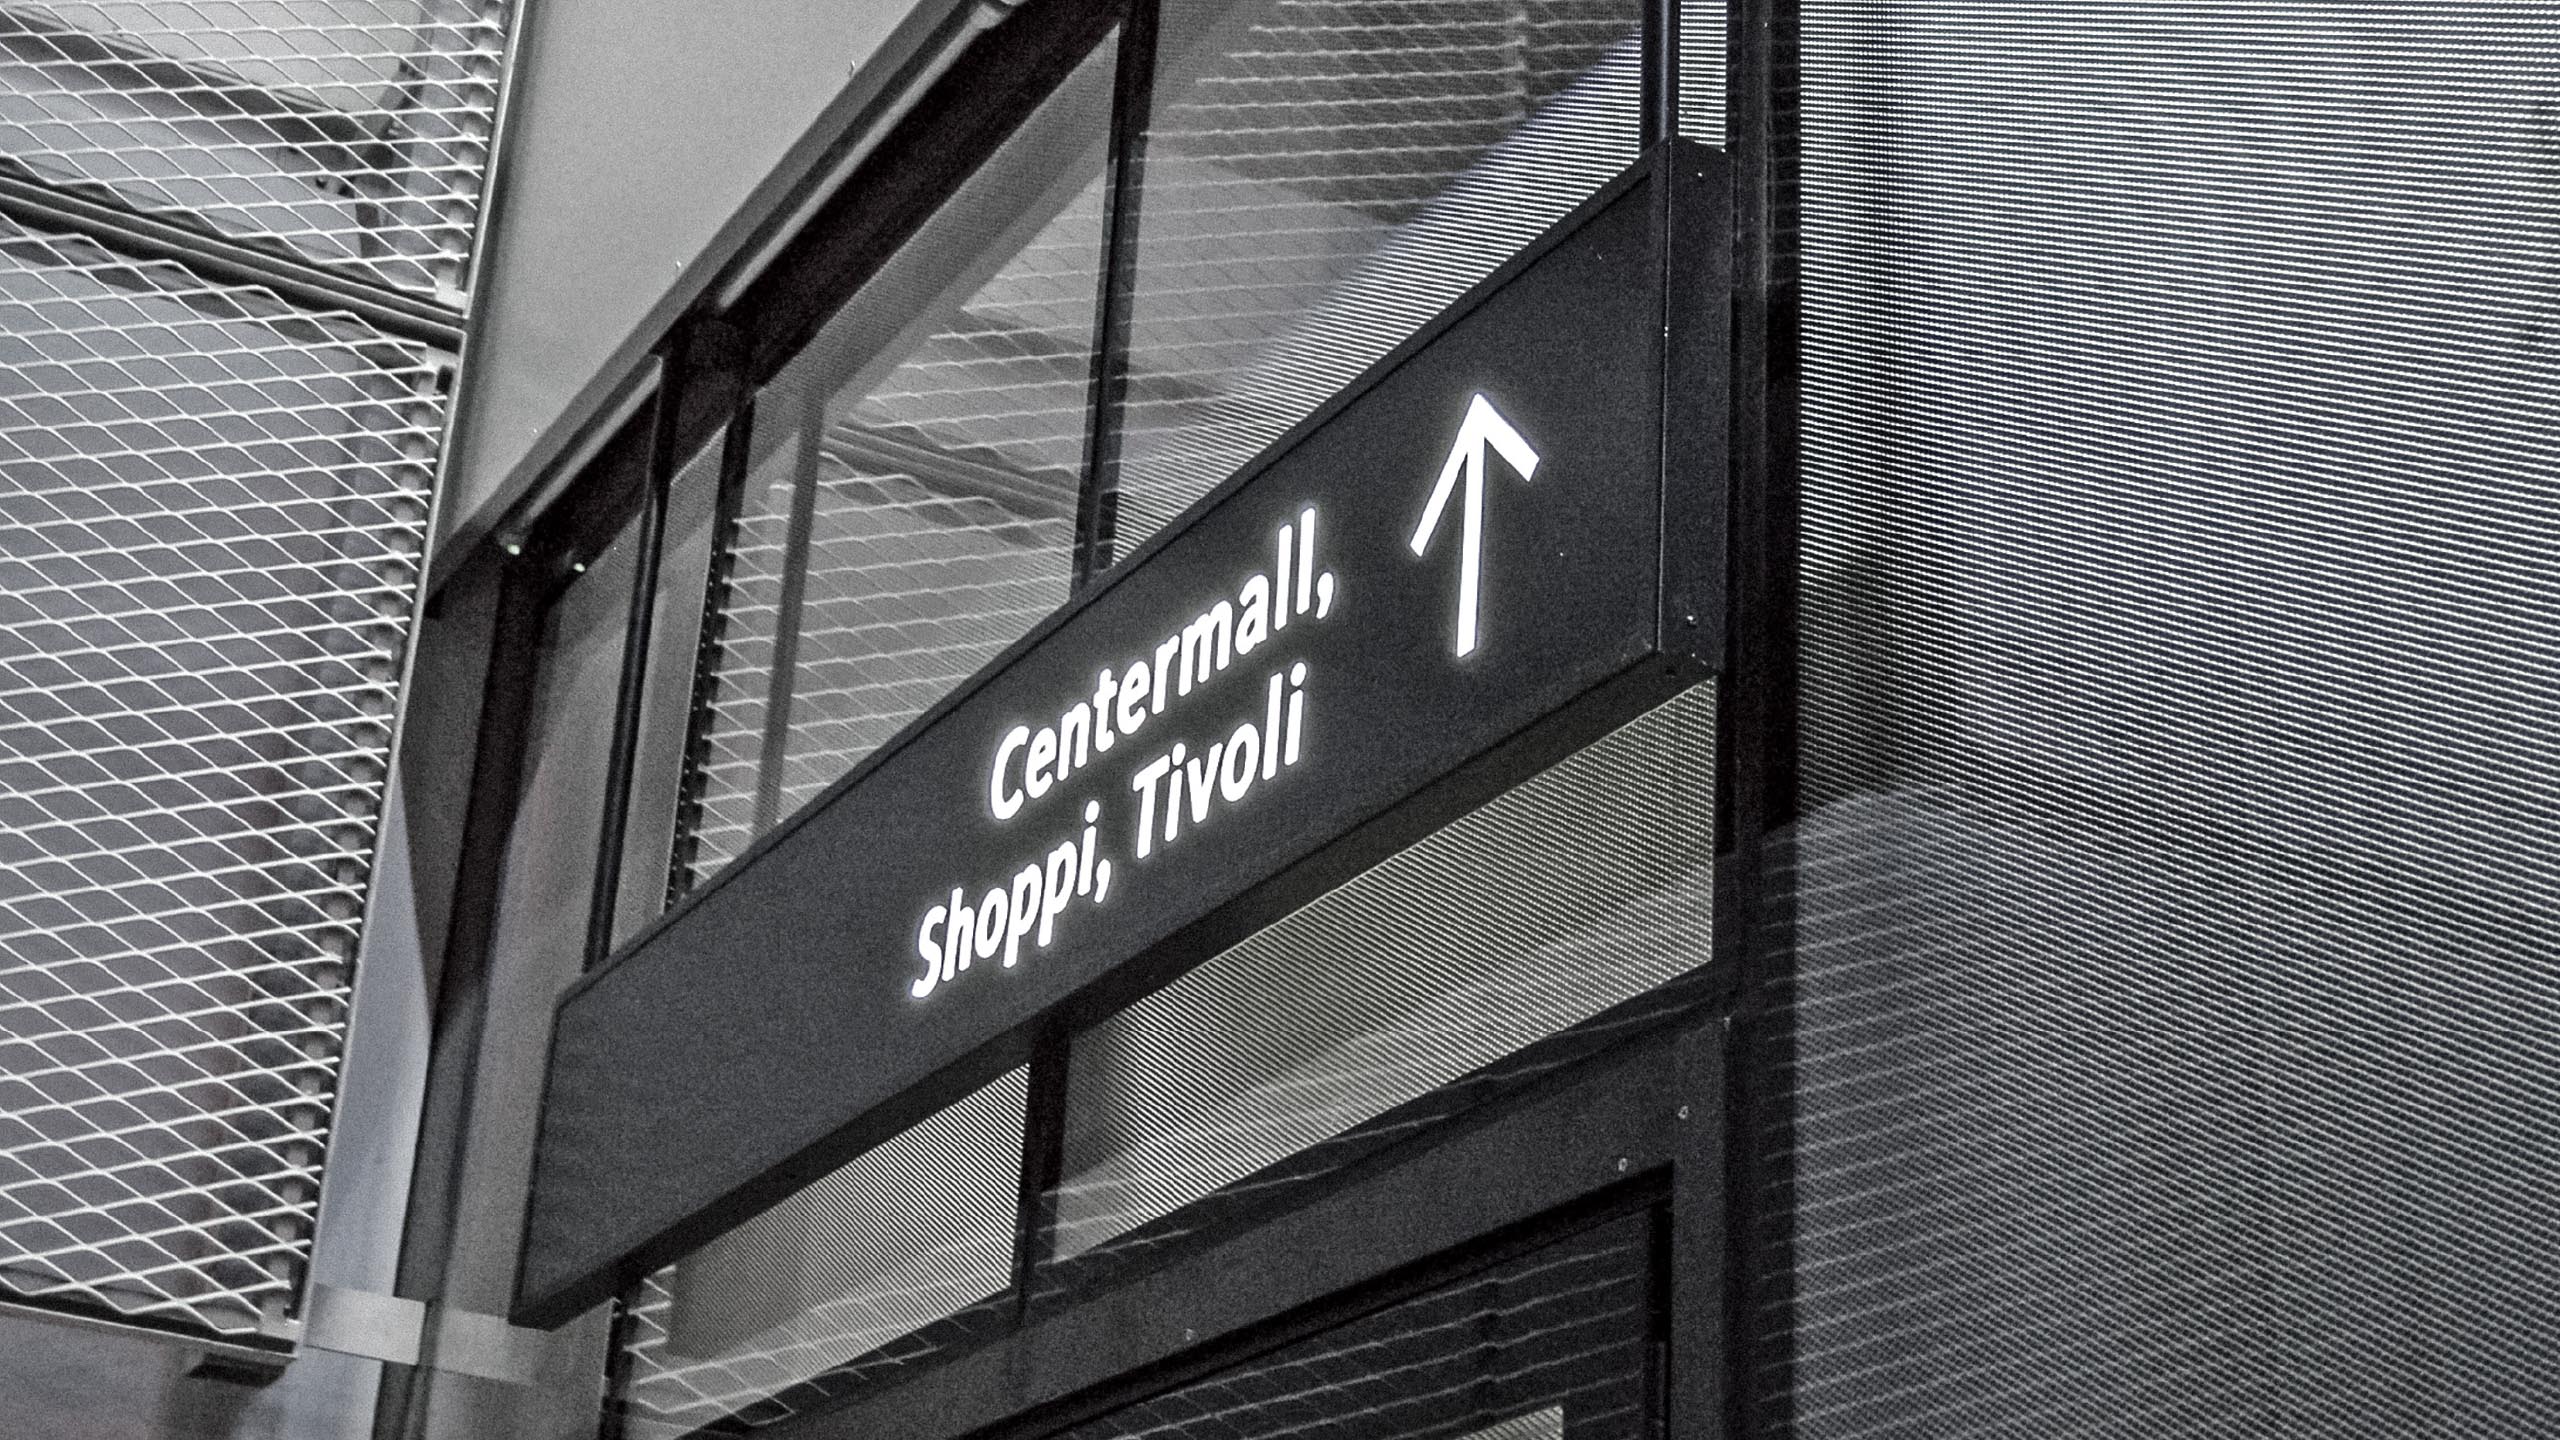 Centermall,
Shoppi, Tivoli